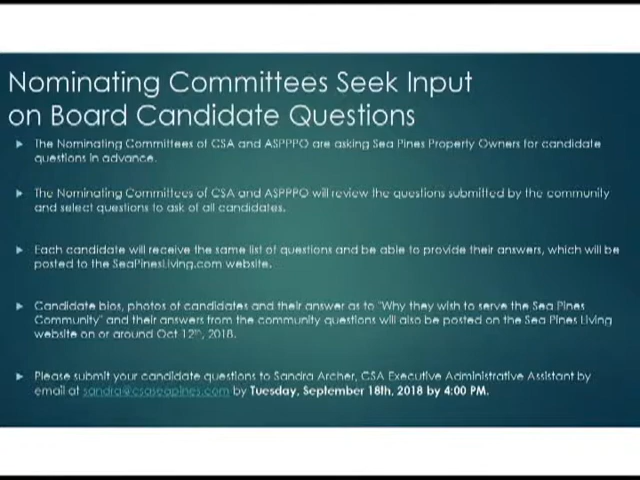 Nominating Committees Seek Input
on Board Candidate Questions
The Nominating Committees of CSA and ASPPPO are asking Sea Pines Property Owners for candidate
questions in advance.
The Nominating Committees of CSA and ASPPPO will review the questions submitted by the community
and select questions to ask of all candidates.
Each candidate will receive the same list of questions and be able to provide their answers, which will be
posted to the SeaPinesLiving.com website.
Candidate bios, photos of candidates and their answer as to "Why they wish to serve the Sea Pines
Community" and their answers from the community questions will also be posted on the Sea Pines Living
website on or around Oct 12th, 2018.
Please submit your candidate questions to Sandra Archer, CSA Executive Administrative Assistant by
email at sandra@csaseapines.com by Tuesday, September 18th, 2018 by 4:00 PM.